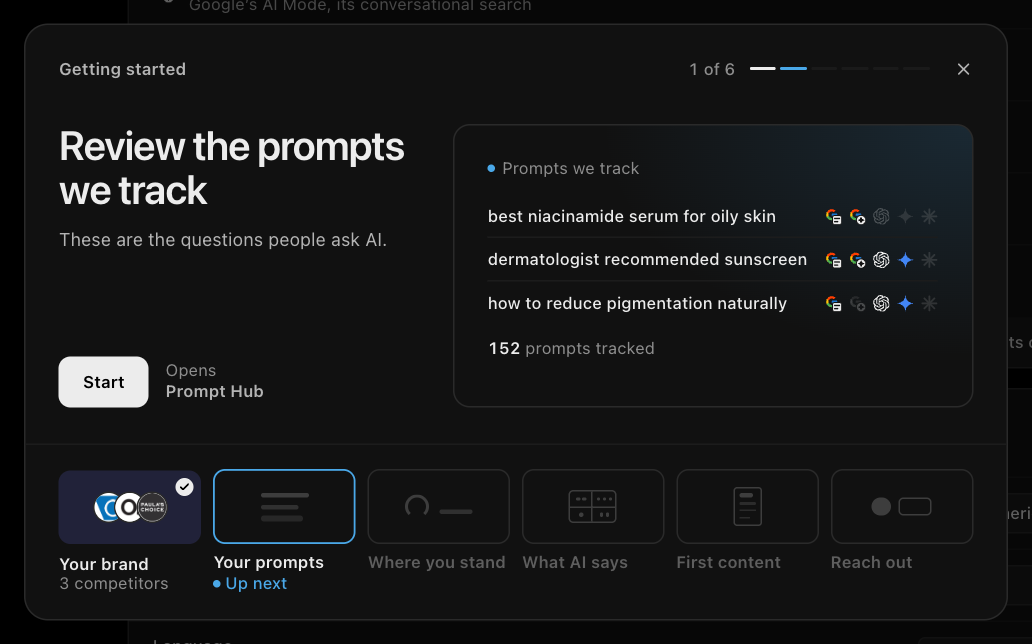 Google's AI Mode, its conversational search
Getting started
1 of 6
Review the prompts
we track
These are the questions people ask AI.
Start
Opens
Prompt Hub
Prompts we track
best niacinamide serum for oily skin
dermatologist recommended sunscreen
how to reduce pigmentation naturally
152 prompts tracked
PAULA'S
CHOICE
Your brand
3 competitors
Your prompts
Up next
Where you stand
What AI says
First content
Reach out
Language